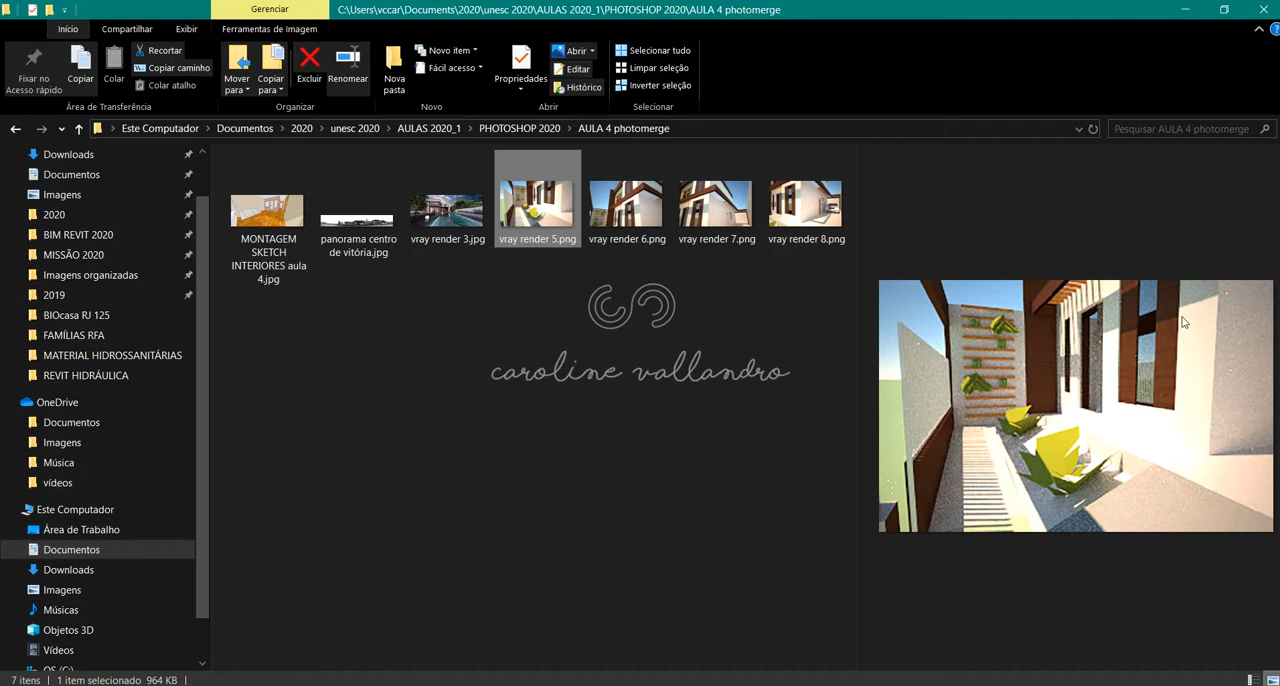 Gerenciar
C:\Users\vccar\Documents\2020\unesc 2020\AULAS 2020_1\PHOTOSHOP 2020\AULA 4 photomerge
Início
Compartilhar
Exibir
Ferramentas de Imagem
Fixar no
Acesso rápido
Copiar
Colar
Recortar
Copiar caminho
Colar atalho
Área de Transferência
Mover
para
Copiar
para
Excluir
Renomear
Organizar
Nova
pasta
Novo item
Fácil acesso
Novo
Propriedades
Abrir
Editar
Histórico
Abrir
Selecionar tudo
Limpar seleção
Inverter seleção
Selecionar
Este Computador > Documentos > 2020 > unesc 2020 > AULAS 2020_1 > PHOTOSHOP 2020 > AULA 4 photomerge
Pesquisar AULA 4 photomerge
Downloads
Documentos
Imagens
2020
BIM REVIT 2020
MISSÃO 2020
Imagens organizadas
2019
BIOcasa RJ 125
FAMÍLIAS RFA
MATERIAL HIDROSSANITÁRIAS
REVIT HIDRÁULICA
OneDrive
Documentos
Imagens
Música
vídeos
Este Computador
Área de Trabalho
Documentos
Downloads
Imagens
Músicas
Objetos 3D
Vídeos
OS (C:)
MONTAGEM
SKETCH
INTERIORES aula
4.jpg
panorama centro
de vitória.jpg
vray render 3.jpg
vray render 5.png
vray render 6.png
vray render 7.png
vray render 8.png
caroline vallandro
7 itens
1 item selecionado 964 KB